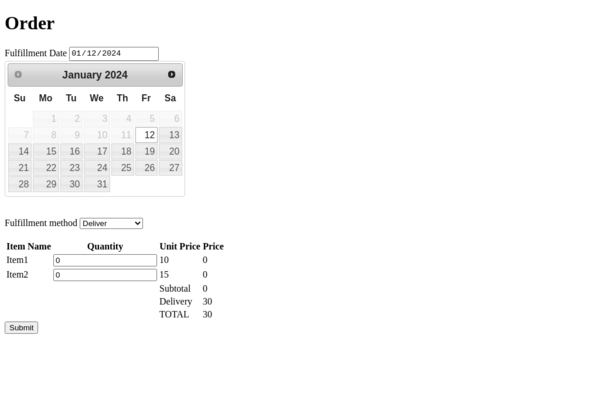 Order
Fulfillment Date 01/12/2024
January 2024
Su Mo Tu We Th Fr Sa
1 2 3 4 5 6
7 8 9 10 11 12 13
14 15 16 17 18 19 20
21 22 23 24 25 26 27
28 29 30 31
Fulfillment method Deliver
Item Name Quantity Unit Price Price
Item1 0 10 0
Item2 0 15 0
Subtotal 0
Delivery 30
TOTAL 30
Submit